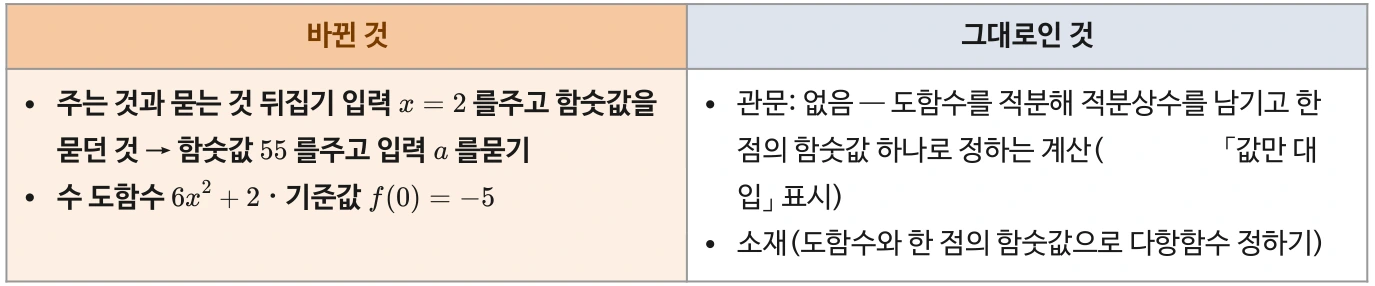 바뀐 것
그대로인 것
• 주는 것과 묻는 것 뒤집기 입력 x = 2 를주고 함숫값을
묻던 것 → 함숫값 55 를주고 입력 a 를묻기
• 수 도함수 6x² + 2 · 기준값 f(0) = −5
• 관문: 없음 — 도함수를 적분해 적분상수를 남기고 한
점의 함숫값 하나로 정하는 계산( 「값만 대
입」 표시)
• 소재(도함수와 한 점의 함숫값으로 다항함수 정하기)